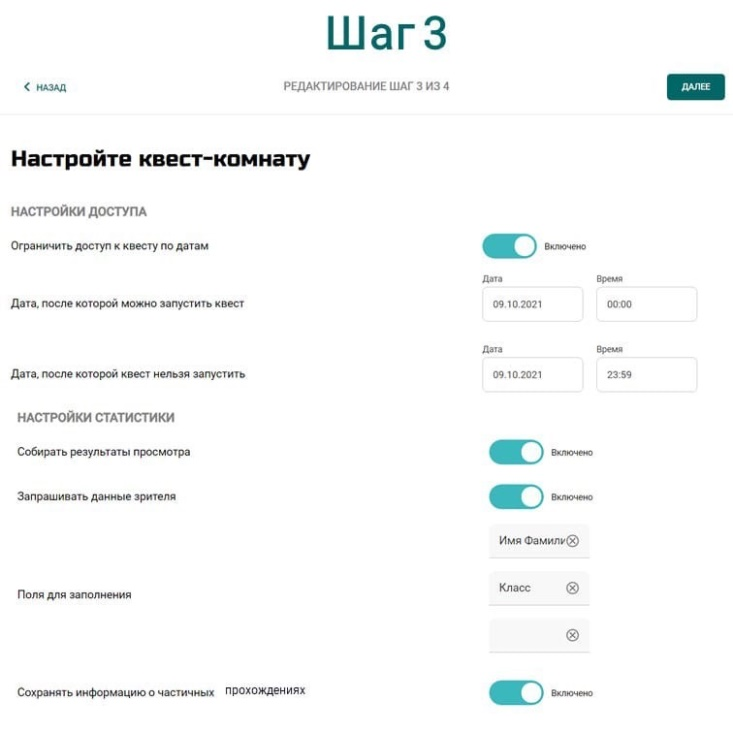 Шаг 3
НАЗАД РЕДАКТИРОВАНИЕ ШАГ 3 ИЗ 4 ДАЛЕЕ
Настройте квест-комнату
НАСТРОЙКИ ДОСТУПА
Ограничить доступ к квесту по датам Включено
Дата Время
Дата, после которой можно запустить квест 09.10.2021 00:00
Дата Время
Дата, после которой квест нельзя запустить 09.10.2021 23:59
НАСТРОЙКИ СТАТИСТИКИ
Собирать результаты просмотра Включено
Запрашивать данные зрителя Включено
Имя Фамили
Класс
Поля для заполнения
Сохранять информацию о частичных прохождениях Включено